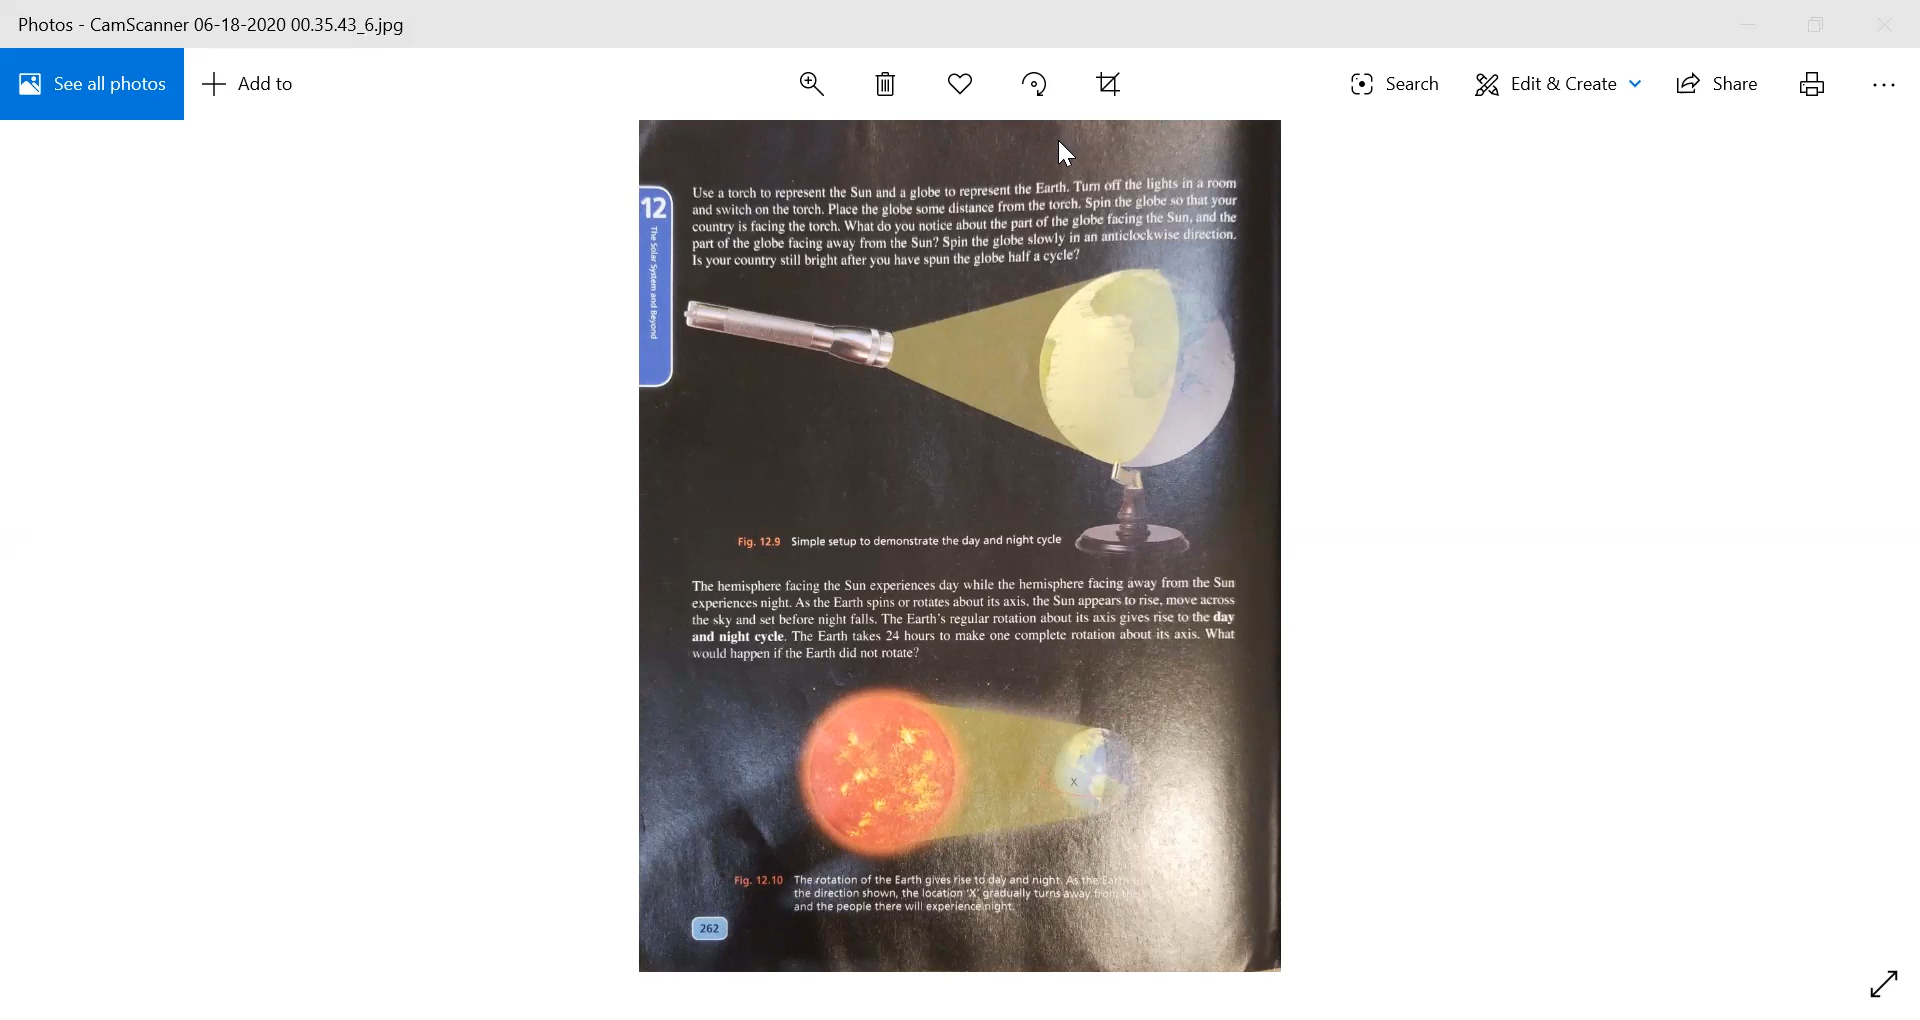 Photos - CamScanner 06-18-2020 00.35.43_6.jpg
See all photos
Add to
Search
Edit & Create
Share
12
The Solar System and Beyond
Use a torch to represent the Sun and a globe to represent the Earth. Turn off the lights in a room
and switch on the torch. Place the globe some distance from the torch. Spin the globe so that your
country is facing the torch. What do you notice about the part of the globe facing the Sun, and the
part of the globe facing away from the Sun? Spin the globe slowly in an anticlockwise direction.
Is your country still bright after you have spun the globe half a cycle?
Fig. 12.9 Simple setup to demonstrate the day and night cycle
The hemisphere facing the Sun experiences day while the hemisphere facing away from the Sun
experiences night. As the Earth spins or rotates about its axis, the Sun appears to rise, move across
the sky and set before night falls. The Earth's regular rotation about its axis gives rise to the day
and night cycle. The Earth takes 24 hours to make one complete rotation about its axis. What
would happen if the Earth did not rotate?
X
Fig. 12.10 The rotation of the Earth gives rise to day and night. As the Earth
the direction shown, the location 'X' gradually turns away from the
and the people there will experience night.
262